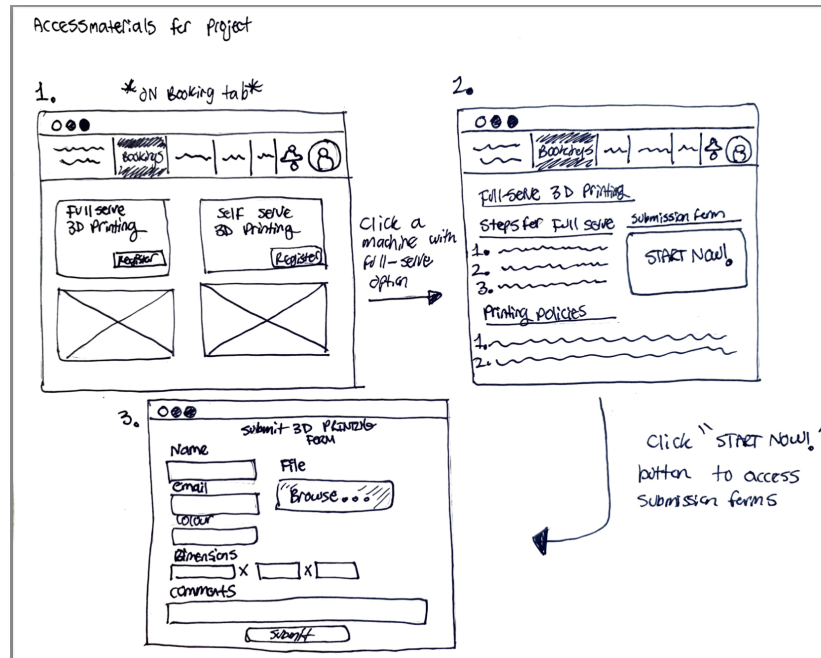 Access materials for Project
1.
*ON Booking tab*
BOOKINGS
Full serve
3D Printing
Register
Self serve
3D Printing
Register
Click a
machine with
full-serve
option
2.
Bookings
Full-Serve 3D Printing
Steps for Full serve
1.
2.
3.
submission form
START NOW!
Printing policies
1.
2.
Click "START NOW!"
button to access
submission forms
3.
Submit 3D PRINTING
FORM
Name
email
colour
Dimensions
X X
comments
File
Browse...
Submit